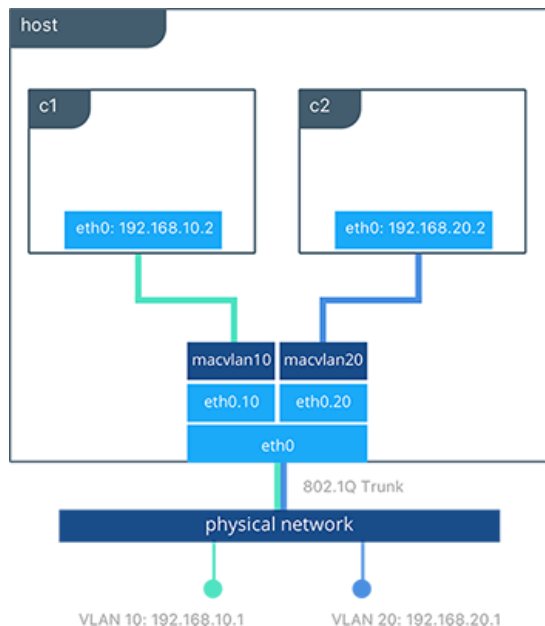 host
c1
c2
eth0: 192.168.10.2
eth0: 192.168.20.2
macvlan10
macvlan20
eth0.10
eth0.20
eth0
802.1Q Trunk
physical network
VLAN 10: 192.168.10.1
VLAN 20: 192.168.20.1